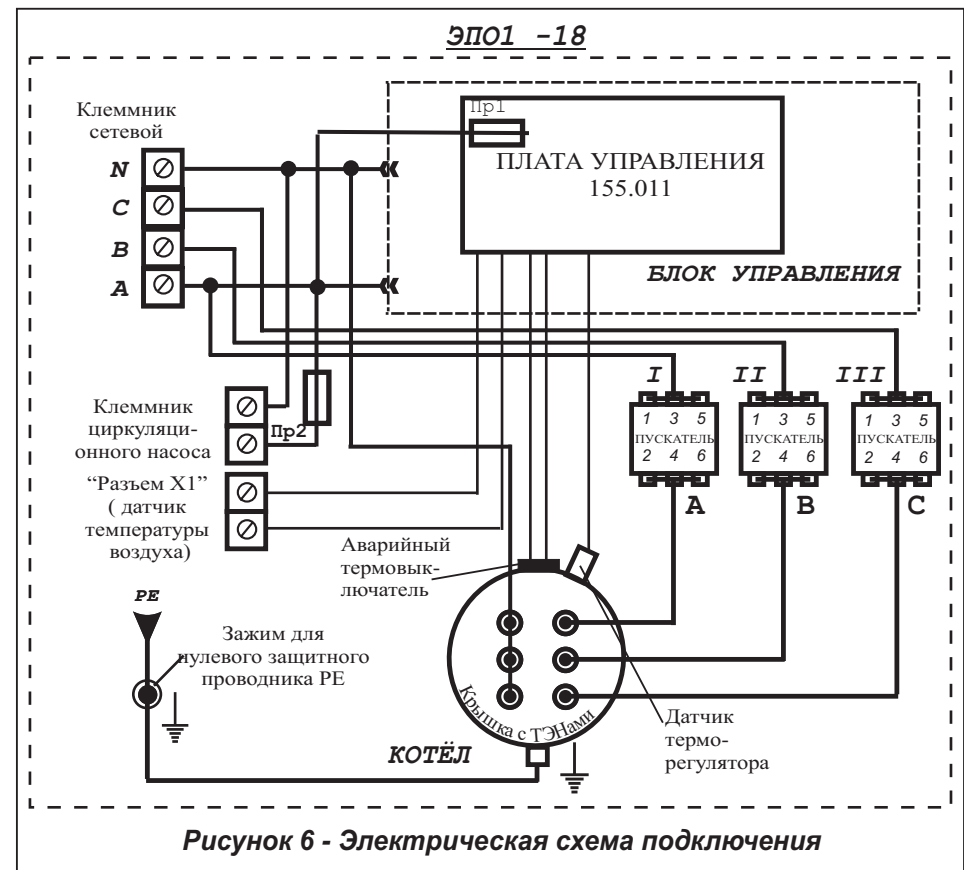 ЭПО1 -18
Клеммник
сетевой
N
C
B
A
Пр1
ПЛАТА УПРАВЛЕНИЯ
155.011
БЛОК УПРАВЛЕНИЯ
I
II
III
1 3 5
ПУСКАТЕЛЬ
2 4 6
1 3 5
ПУСКАТЕЛЬ
2 4 6
1 3 5
ПУСКАТЕЛЬ
2 4 6
A
B
C
Клеммник
циркуляци-
онного насоса
Пр2
“Разъем X1”
( датчик
температуры
воздуха)
Аварийный
термовык-
лючатель
PE
Зажим для
нулевого защитного
проводника PE
Крышка с ТЭНами
Датчик
термо-
регулятора
КОТЁЛ
Рисунок 6 - Электрическая схема подключения